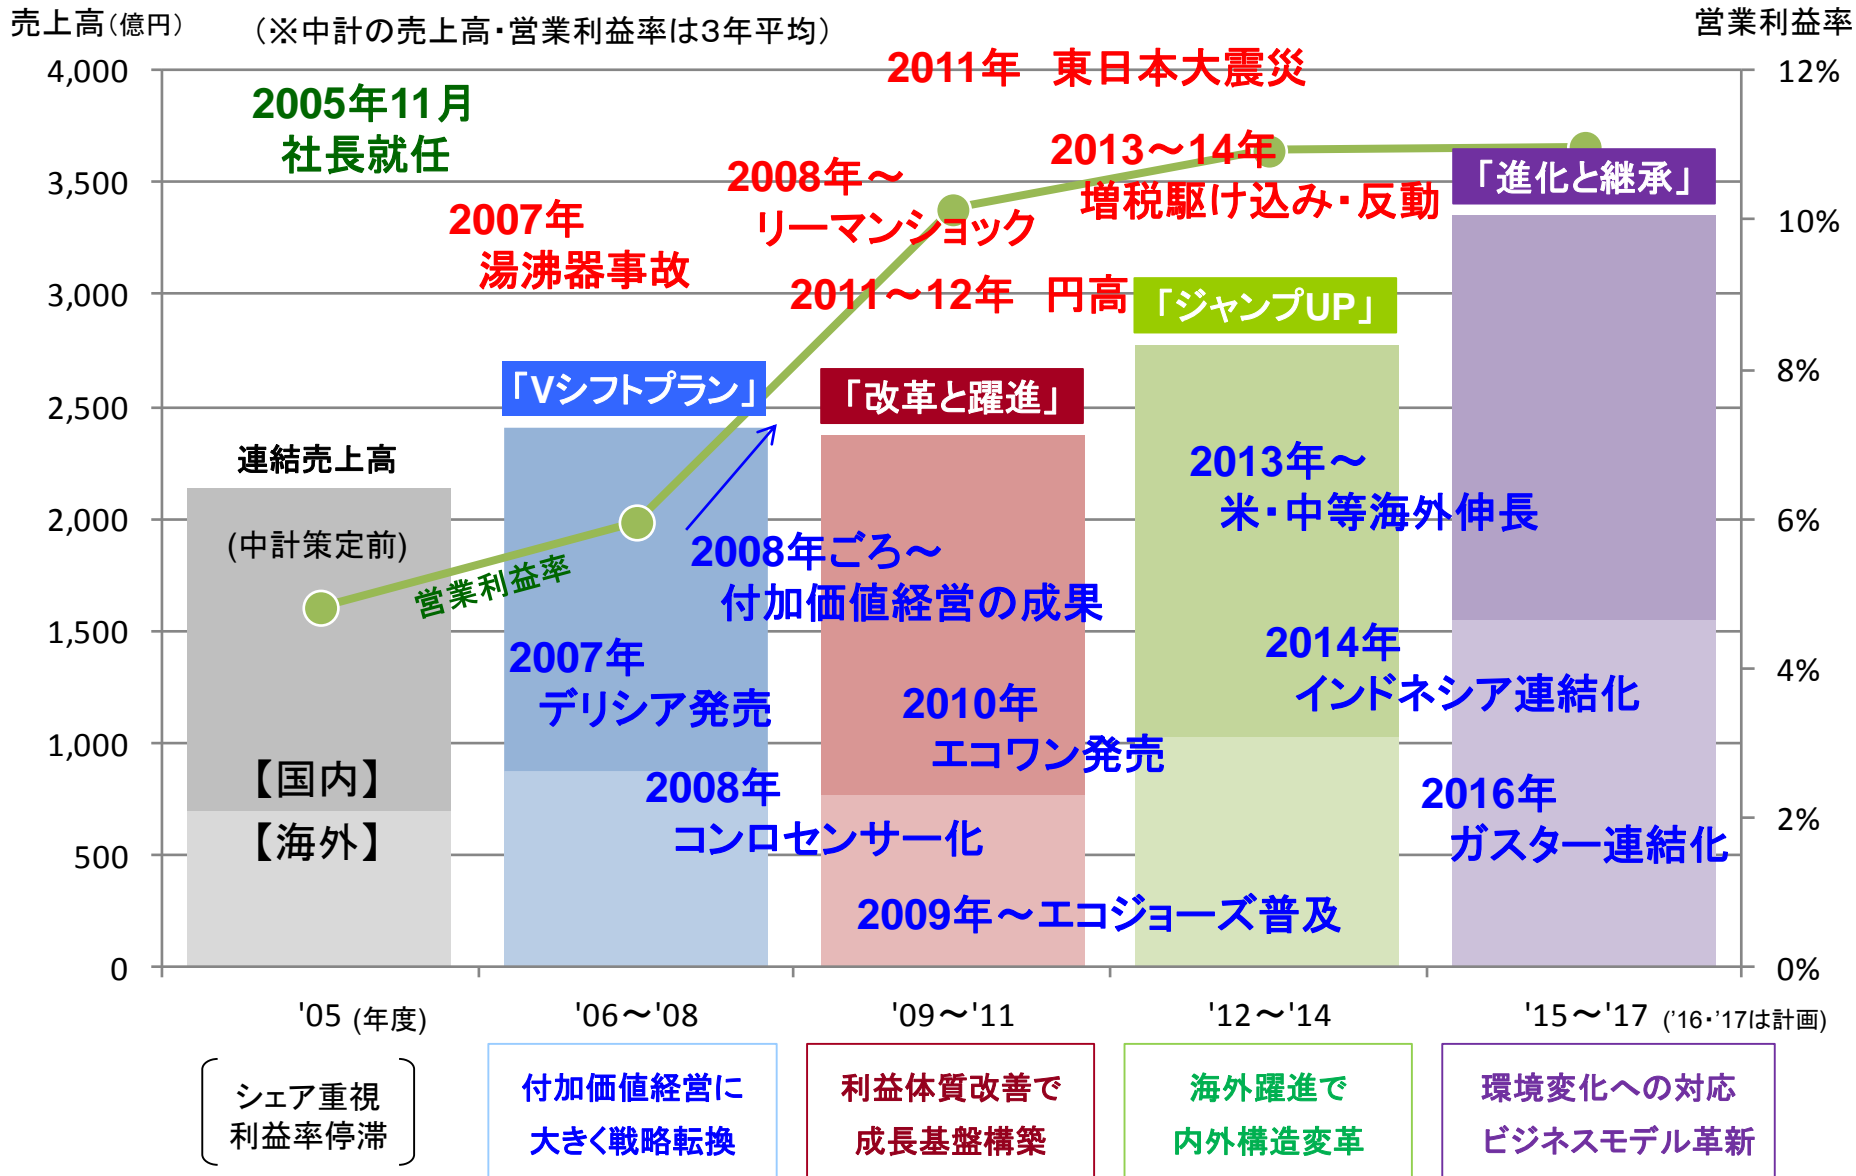 売上高(億円)
(※中計の売上高・営業利益率は3年平均)
営業利益率
4,000
3,500
3,000
2,500
2,000
1,500
1,000
500
0
12%
10%
8%
6%
4%
2%
0%
2005年11月
社長就任
2007年
湯沸器事故
2008年～
リーマンショック
2011年 東日本大震災
2011～12年 円高
2013～14年
増税駆け込み・反動
連結売上高
(中計策定前)
【国内】
【海外】
営業利益率
「Vシフトプラン」
「改革と躍進」
「ジャンプUP」
「進化と継承」
2007年
デリシア発売
2008年
コンロセンサー化
2008年ごろ～
付加価値経営の成果
2009年～エコジョーズ普及
2010年
エコワン発売
2013年～
米・中等海外伸長
2014年
インドネシア連結化
2016年
ガスター連結化
'05 (年度)
'06～'08
'09～'11
'12～'14
'15～'17 ('16・'17は計画)
シェア重視
利益率停滞
付加価値経営に
大きく戦略転換
利益体質改善で
成長基盤構築
海外躍進で
内外構造変革
環境変化への対応
ビジネスモデル革新